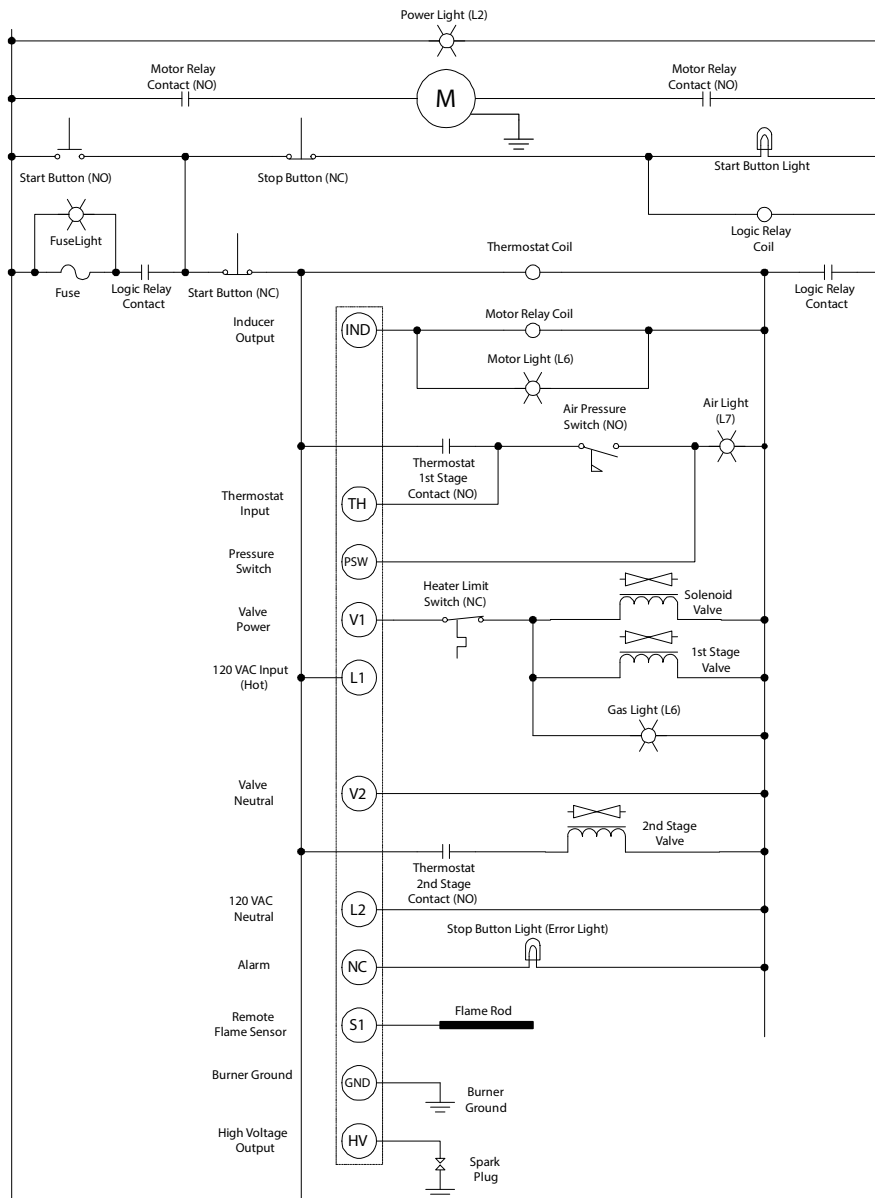 Power Light (L2)
Motor Relay
Contact (NO)
M
Motor Relay
Contact (NO)
Start Button (NO)
Stop Button (NC)
Start Button Light
FuseLight
Logic Relay
Coil
Thermostat Coil
Fuse
Logic Relay
Contact
Start Button (NC)
Logic Relay
Contact
Inducer
Output
IND
Motor Relay Coil
Motor Light (L6)
Air Pressure
Switch (NO)
Air Light
(L7)
Thermostat
1st Stage
Contact (NO)
Thermostat
Input
TH
Pressure
Switch
PSW
Heater Limit
Switch (NC)
Solenoid
Valve
Valve
Power
V1
1st Stage
Valve
120 VAC Input
(Hot)
L1
Gas Light (L6)
Valve
Neutral
V2
2nd Stage
Valve
Thermostat
2nd Stage
Contact (NO)
120 VAC
Neutral
L2
Stop Button Light (Error Light)
Alarm
NC
Remote
Flame Sensor
S1
Flame Rod
Burner Ground
GND
Burner
Ground
High Voltage
Output
HV
Spark
Plug